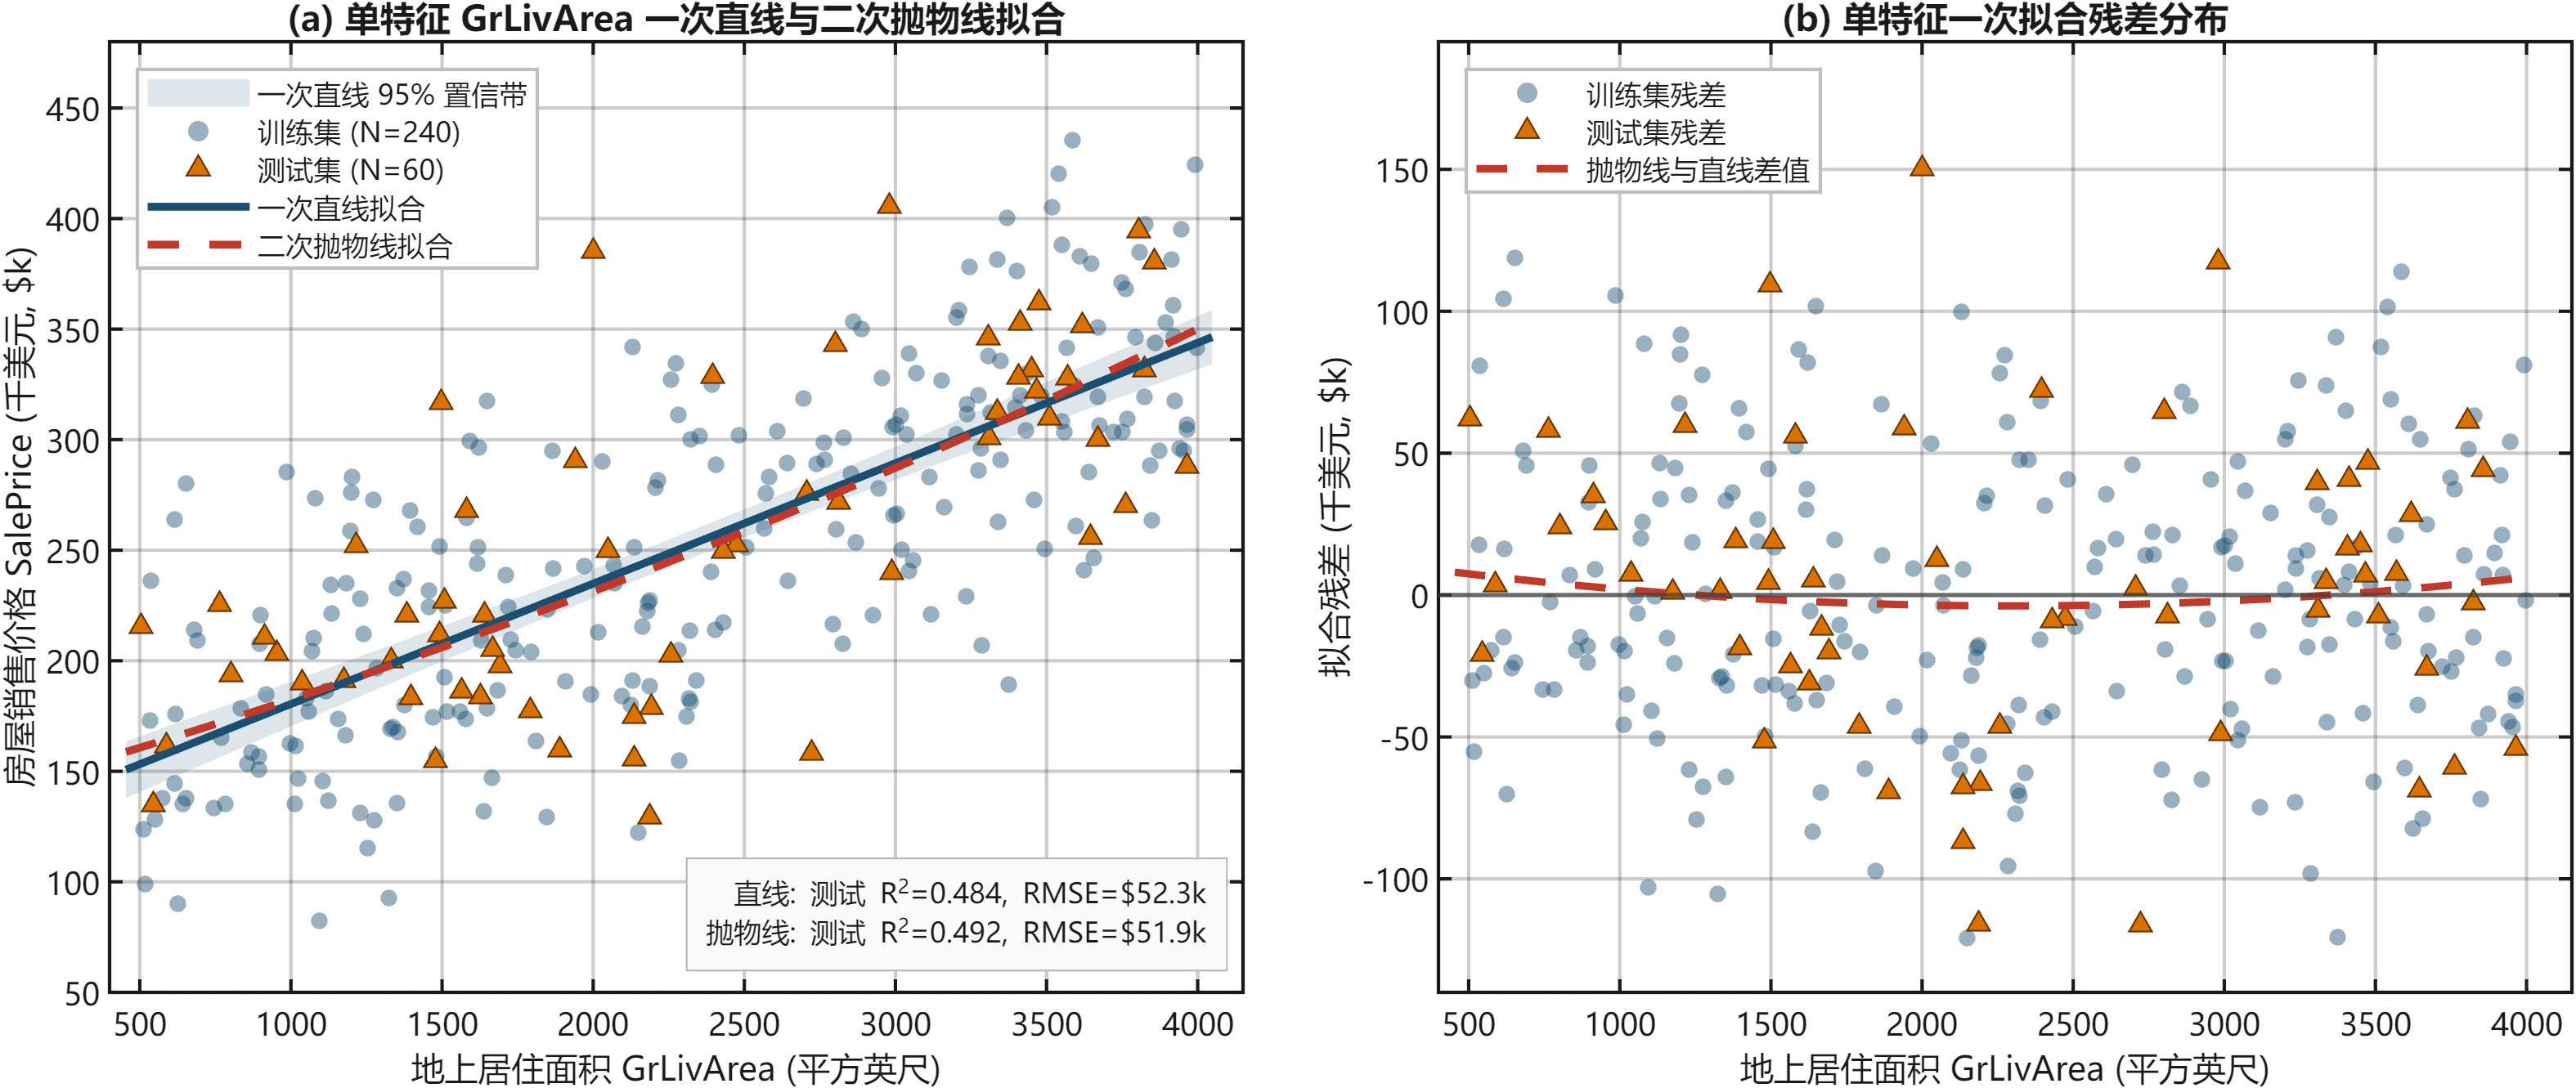 (a) 单特征 GrLivArea 一次直线与二次抛物线拟合
一次直线 95% 置信带
训练集 (N=240)
测试集 (N=60)
一次直线拟合
二次抛物线拟合
房屋销售价格 SalePrice (千美元, $k)
450
400
350
300
250
200
150
100
50
直线: 测试 R²=0.484, RMSE=$52.3k
抛物线: 测试 R²=0.492, RMSE=$51.9k
500 1000 1500 2000 2500 3000 3500 4000
地上居住面积 GrLivArea (平方英尺)
(b) 单特征一次拟合残差分布
训练集残差
测试集残差
抛物线与直线差值
拟合残差 (千美元, $k)
150
100
50
0
-50
-100
500 1000 1500 2000 2500 3000 3500 4000
地上居住面积 GrLivArea (平方英尺)